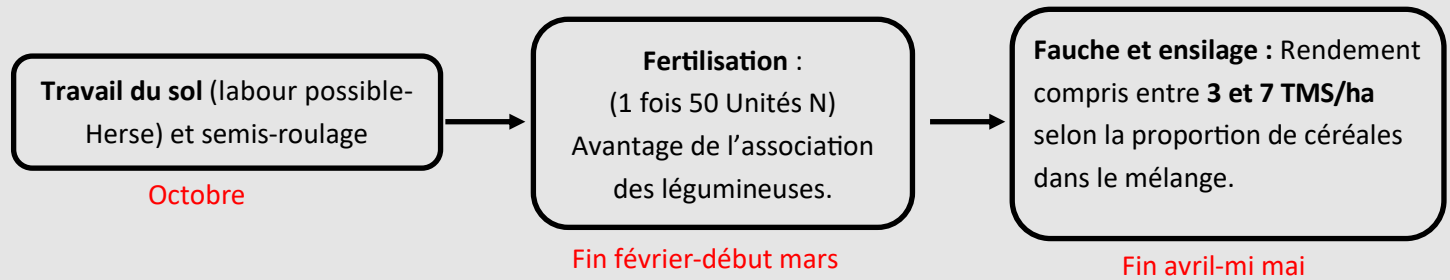 Travail du sol (labour possible-
Herse) et semis-roulage
Octobre
Fertilisation :
(1 fois 50 Unités N)
Avantage de l’association
des légumineuses.
Fin février-début mars
Fauche et ensilage : Rendement
compris entre 3 et 7 TMS/ha
selon la proportion de céréales
dans le mélange.
Fin avril-mi mai